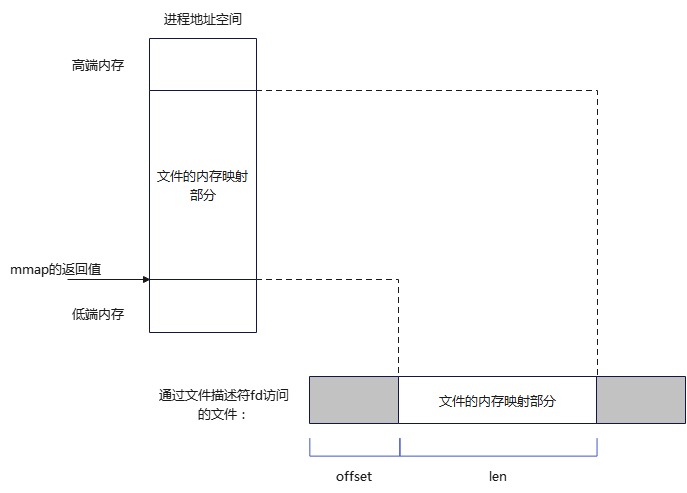 进程地址空间
高端内存
文件的内存映射
部分
mmap的返回值
低端内存
通过文件描述符fd访问
的文件：
文件的内存映射部分
offset
len